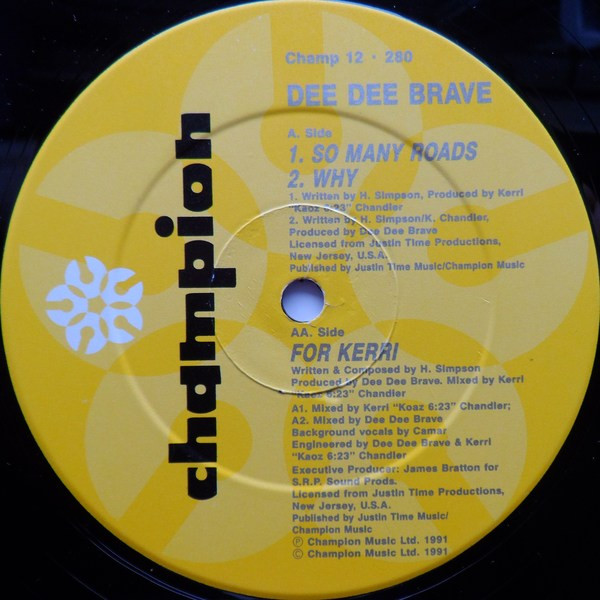 champion
Champ 12 · 280
DEE DEE BRAVE
A. Side
1. SO MANY ROADS
2. WHY
1. Written by H. Simpson, Produced by Kerri
"Kaoz 6:23" Chandler
2. Written by H. Simpson/K. Chandler,
Produced by Dee Dee Brave
Licensed from Justin Time Productions,
New Jersey, U.S.A.
Published by Justin Time Music/Champion Music
AA. Side
FOR KERRI
Written & Composed by H. Simpson
Produced by Dee Dee Brave. Mixed by Kerri
"Kaoz 6:23" Chandler
A1. Mixed by Kerri "Koaz 6:23" Chandler;
A2. Mixed by Dee Dee Brave
Background vocals by Camar
Engineered by Dee Dee Brave & Kerri
"Kaoz 6:23" Chandler
Executive Producer: James Bratton for
S.R.P. Sound Prods.
Licensed from Justin Time Productions,
New Jersey, U.S.A.
Published by Justin Time Music/
Champion Music
℗ Champion Music Ltd. 1991
© Champion Music Ltd. 1991